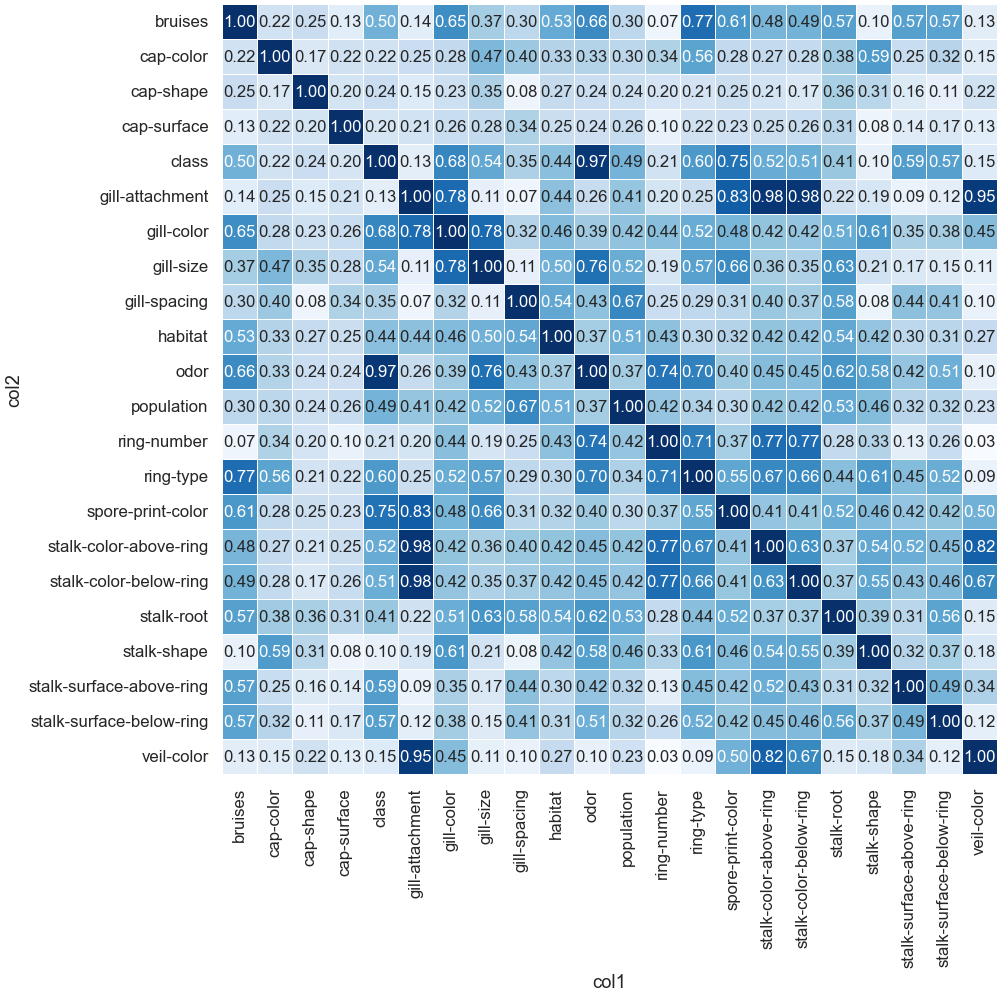 bruises 1.00 0.22 0.25 0.13 0.50 0.14 0.65 0.37 0.30 0.53 0.66 0.30 0.07 0.77 0.61 0.48 0.49 0.57 0.10 0.57 0.57 0.13
cap-color 0.22 1.00 0.17 0.22 0.22 0.25 0.28 0.47 0.40 0.33 0.33 0.30 0.34 0.56 0.28 0.27 0.28 0.38 0.59 0.25 0.32 0.15
cap-shape 0.25 0.17 1.00 0.20 0.24 0.15 0.23 0.35 0.08 0.27 0.24 0.24 0.20 0.21 0.25 0.21 0.17 0.36 0.31 0.16 0.11 0.22
cap-surface 0.13 0.22 0.20 1.00 0.20 0.21 0.26 0.28 0.34 0.25 0.24 0.26 0.10 0.22 0.23 0.25 0.26 0.31 0.08 0.14 0.17 0.13
class 0.50 0.22 0.24 0.20 1.00 0.13 0.68 0.54 0.35 0.44 0.97 0.49 0.21 0.60 0.75 0.52 0.51 0.41 0.10 0.59 0.57 0.15
gill-attachment 0.14 0.25 0.15 0.21 0.13 1.00 0.78 0.11 0.07 0.44 0.26 0.41 0.20 0.25 0.83 0.98 0.98 0.22 0.19 0.09 0.12 0.95
gill-color 0.65 0.28 0.23 0.26 0.68 0.78 1.00 0.78 0.32 0.46 0.39 0.42 0.44 0.52 0.48 0.42 0.42 0.51 0.61 0.35 0.38 0.45
gill-size 0.37 0.47 0.35 0.28 0.54 0.11 0.78 1.00 0.11 0.50 0.76 0.52 0.19 0.57 0.66 0.36 0.35 0.63 0.21 0.17 0.15 0.11
gill-spacing 0.30 0.40 0.08 0.34 0.35 0.07 0.32 0.11 1.00 0.54 0.43 0.67 0.25 0.29 0.31 0.40 0.37 0.58 0.08 0.44 0.41 0.10
habitat 0.53 0.33 0.27 0.25 0.44 0.44 0.46 0.50 0.54 1.00 0.37 0.51 0.43 0.30 0.32 0.42 0.42 0.54 0.42 0.30 0.31 0.27
odor 0.66 0.33 0.24 0.24 0.97 0.26 0.39 0.76 0.43 0.37 1.00 0.37 0.74 0.70 0.40 0.45 0.45 0.62 0.58 0.42 0.51 0.10
population 0.30 0.30 0.24 0.26 0.49 0.41 0.42 0.52 0.67 0.51 0.37 1.00 0.42 0.34 0.30 0.42 0.42 0.53 0.46 0.32 0.32 0.23
ring-number 0.07 0.34 0.20 0.10 0.21 0.20 0.44 0.19 0.25 0.43 0.74 0.42 1.00 0.71 0.37 0.77 0.77 0.28 0.33 0.13 0.26 0.03
ring-type 0.77 0.56 0.21 0.22 0.60 0.25 0.52 0.57 0.29 0.30 0.70 0.34 0.71 1.00 0.55 0.67 0.66 0.44 0.61 0.45 0.52 0.09
spore-print-color 0.61 0.28 0.25 0.23 0.75 0.83 0.48 0.66 0.31 0.32 0.40 0.30 0.37 0.55 1.00 0.41 0.41 0.52 0.46 0.42 0.42 0.50
stalk-color-above-ring 0.48 0.27 0.21 0.25 0.52 0.98 0.42 0.36 0.40 0.42 0.45 0.42 0.77 0.67 0.41 1.00 0.63 0.37 0.54 0.52 0.45 0.82
stalk-color-below-ring 0.49 0.28 0.17 0.26 0.51 0.98 0.42 0.35 0.37 0.42 0.45 0.42 0.77 0.66 0.41 0.63 1.00 0.37 0.55 0.43 0.46 0.67
stalk-root 0.57 0.38 0.36 0.31 0.41 0.22 0.51 0.63 0.58 0.54 0.62 0.53 0.28 0.44 0.52 0.37 0.37 1.00 0.39 0.31 0.56 0.15
stalk-shape 0.10 0.59 0.31 0.08 0.10 0.19 0.61 0.21 0.08 0.42 0.58 0.46 0.33 0.61 0.46 0.54 0.55 0.39 1.00 0.32 0.37 0.18
stalk-surface-above-ring 0.57 0.25 0.16 0.14 0.59 0.09 0.35 0.17 0.44 0.30 0.42 0.32 0.13 0.45 0.42 0.52 0.43 0.31 0.32 1.00 0.49 0.34
stalk-surface-below-ring 0.57 0.32 0.11 0.17 0.57 0.12 0.38 0.15 0.41 0.31 0.51 0.32 0.26 0.52 0.42 0.45 0.46 0.56 0.37 0.49 1.00 0.12
veil-color 0.13 0.15 0.22 0.13 0.15 0.95 0.45 0.11 0.10 0.27 0.10 0.23 0.03 0.09 0.50 0.82 0.67 0.15 0.18 0.34 0.12 1.00
col2
bruises
cap-color
cap-shape
cap-surface
class
gill-attachment
gill-color
gill-size
gill-spacing
habitat
odor
population
ring-number
ring-type
spore-print-color
stalk-color-above-ring
stalk-color-below-ring
stalk-root
stalk-shape
stalk-surface-above-ring
stalk-surface-below-ring
veil-color
col1